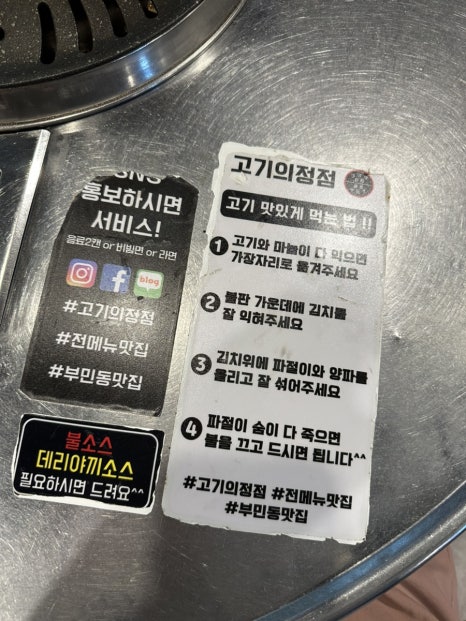 SNS
홍보하시면
서비스!
음료2캔 or 비빔면 or 라면
blog
#고기의정점
#전메뉴맛집
#부민동맛집
불소스
데리야끼소스
필요하시면 드려요^^
고기의정점
고기 맛있게 먹는 법 !!
1 고기와 마늘이 다 익으면
가장자리로 옮겨주세요
2 불판 가운데에 김치를
잘 익혀주세요
3 김치위에 파절이와 양파를
올리고 잘 섞어주세요
4 파절이 숨이 다 죽으면
불을 끄고 드시면 됩니다^^
#고기의정점 #전메뉴맛집
#부민동맛집